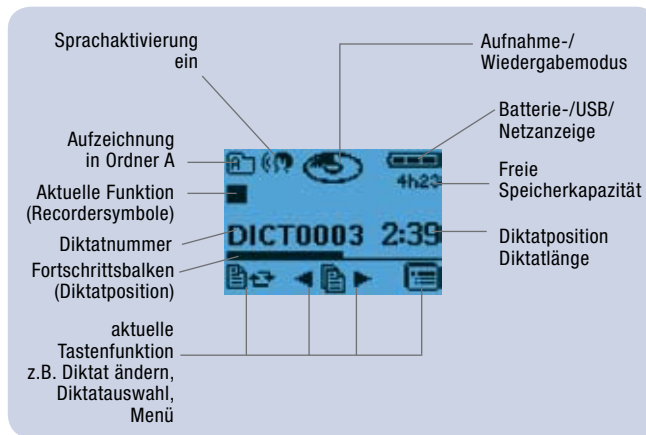 Sprachaktivierung
ein
Aufnahme-/
Wiedergabemodus
Batterie-/USB/
Netzanzeige
Aufzeichnung
in Ordner A
Freie
Speicherkapazität
Aktuelle Funktion
(Recordersymbole)
Diktatnummer
Diktatposition
Diktatlänge
Fortschrittsbalken
(Diktatposition)
aktuelle
Tastenfunktion
z.B. Diktat ändern,
Diktatauswahl,
Menü
A
4h23
DICT0003 2:39